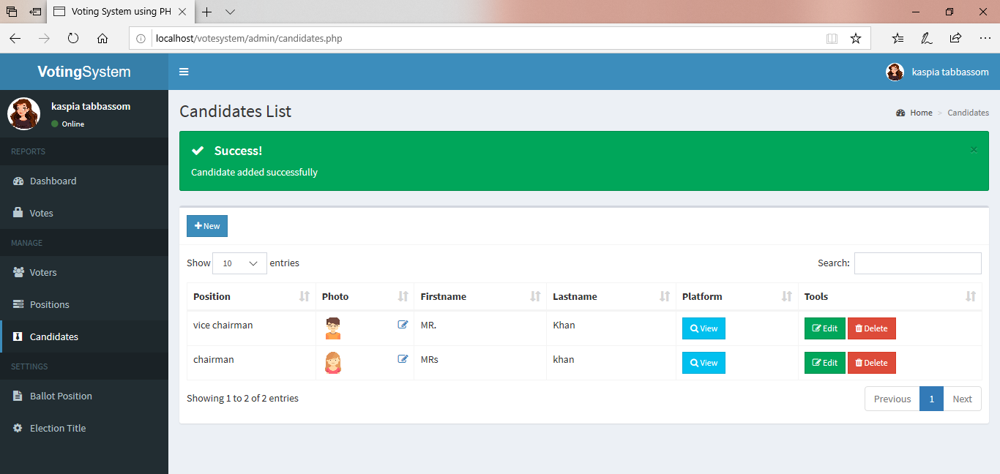 Voting System using PH
localhost/votesystem/admin/candidates.php
VotingSystem
kaspia tabbassom
kaspia tabbassom
Online
REPORTS
Dashboard
Votes
MANAGE
Voters
Positions
Candidates
SETTINGS
Ballot Position
Election Title
Candidates List
Home > Candidates
Success!
×
Candidate added successfully
New
Show 10 entries Search:
Position Photo Firstname Lastname Platform Tools
vice chairman MR. Khan View Edit Delete
chairman MRs khan View Edit Delete
Showing 1 to 2 of 2 entries Previous 1 Next